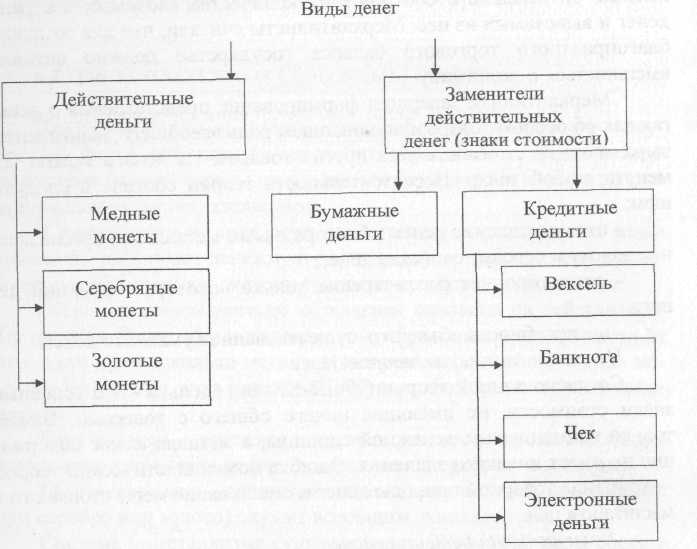 Виды денег
Действительные
деньги
Заменители
действительных
денег (знаки стоимости)
Медные
монеты
Бумажные
деньги
Кредитные
деньги
Серебряные
монеты
Вексель
Золотые
монеты
Банкнота
Чек
Электронные
деньги